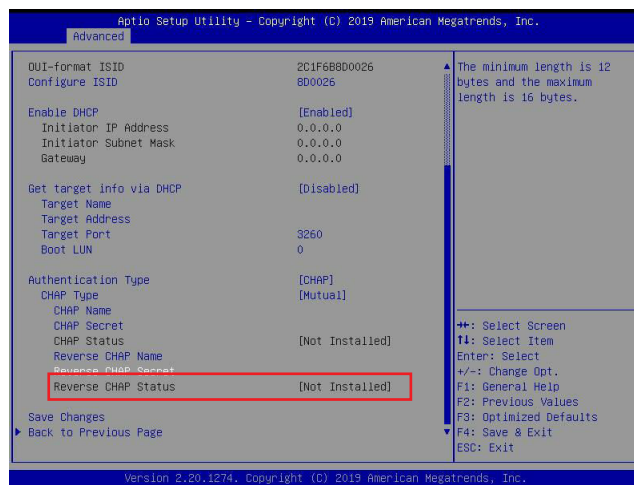 Aptio Setup Utility - Copyright (C) 2019 American Megatrends, Inc.
Advanced
OUI-format ISID 2C1F6B8D0026
Configure ISID 8D0026
Enable DHCP [Enabled]
Initiator IP Address 0.0.0.0
Initiator Subnet Mask 0.0.0.0
Gateway 0.0.0.0
Get target info via DHCP [Disabled]
Target Name
Target Address
Target Port 3260
Boot LUN 0
Authentication Type [CHAP]
CHAP Type [Mutual]
CHAP Name
CHAP Secret
CHAP Status [Not Installed]
Reverse CHAP Name
Reverse CHAP Secret
Reverse CHAP Status [Not Installed]
Save Changes
Back to Previous Page
The minimum length is 12
bytes and the maximum
length is 16 bytes.
→←: Select Screen
↑↓: Select Item
Enter: Select
+/-: Change Opt.
F1: General Help
F2: Previous Values
F3: Optimized Defaults
F4: Save & Exit
ESC: Exit
Version 2.20.1274. Copyright (C) 2019 American Megatrends, Inc.